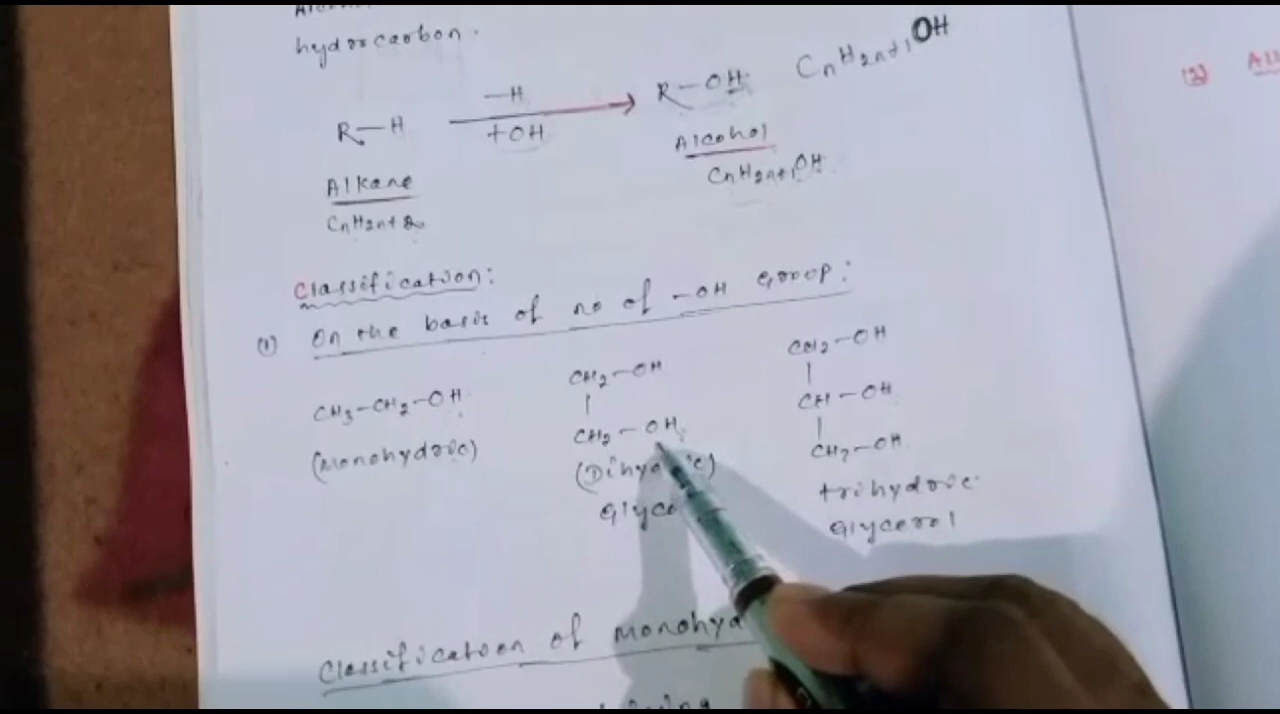 hydrocarbon.
R-H —H +OH R-OH CnH2n+1OH
Alkane Alcohol
CnH2n+2 CnH2n+1OH
Classification:
(1) On the basis of no of -OH Group:
CH3-CH2-OH
(Monohydric)
CH2-OH
|
CH2-OH
CH2-OH
|
CH-OH
|
CH2-OH
trihydric
Glycerol
Classification of
(2)